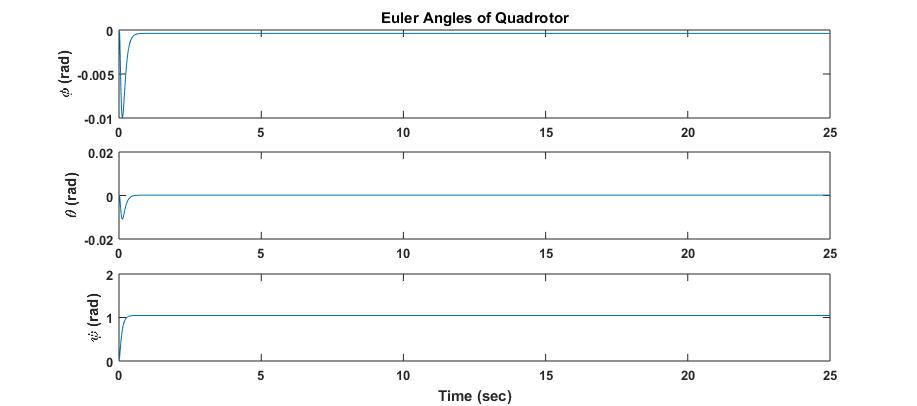 Euler Angles of Quadrotor
0
-0.005
-0.01
ϕ (rad)
0 5 10 15 20 25
0.02
0
-0.02
θ (rad)
0 5 10 15 20 25
2
1
0
ψ̇ (rad)
0 5 10 15 20 25
Time (sec)